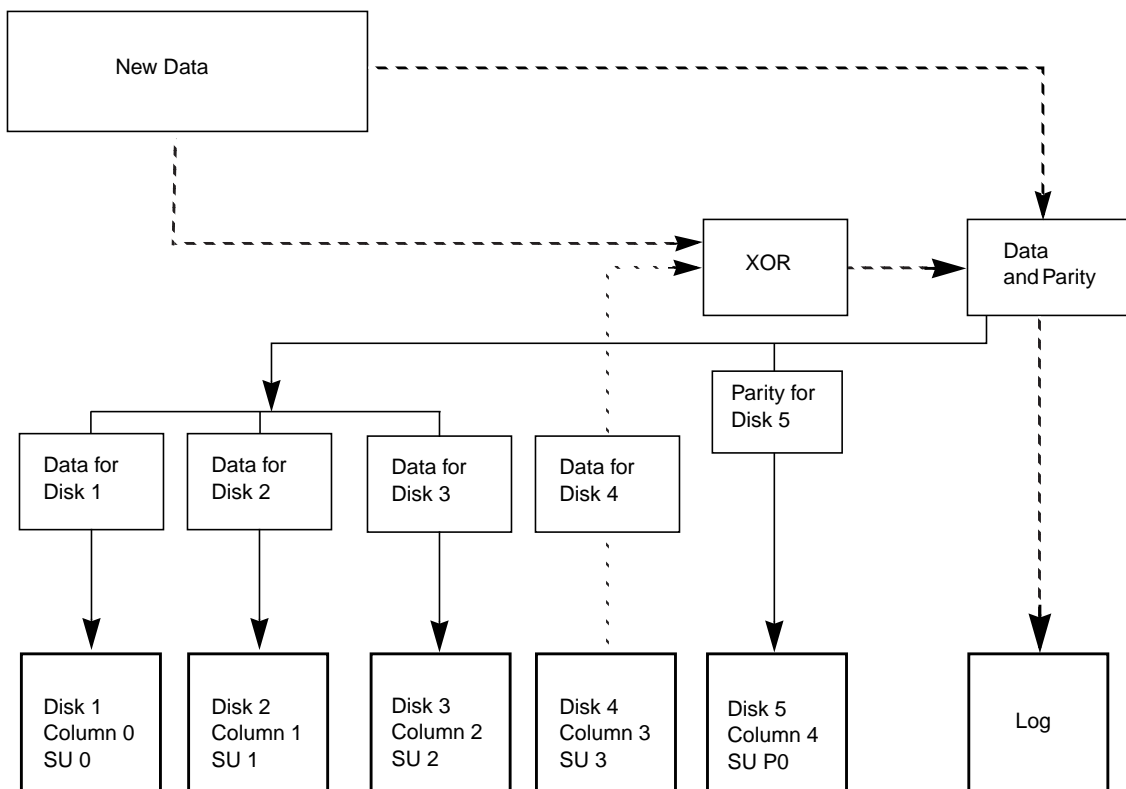 New Data
XOR
Data
and Parity
Parity for
Disk 5
Data for
Disk 1
Data for
Disk 2
Data for
Disk 3
Data for
Disk 4
Disk 1
Column 0
SU 0
Disk 2
Column 1
SU 1
Disk 3
Column 2
SU 2
Disk 4
Column 3
SU 3
Disk 5
Column 4
SU P0
Log